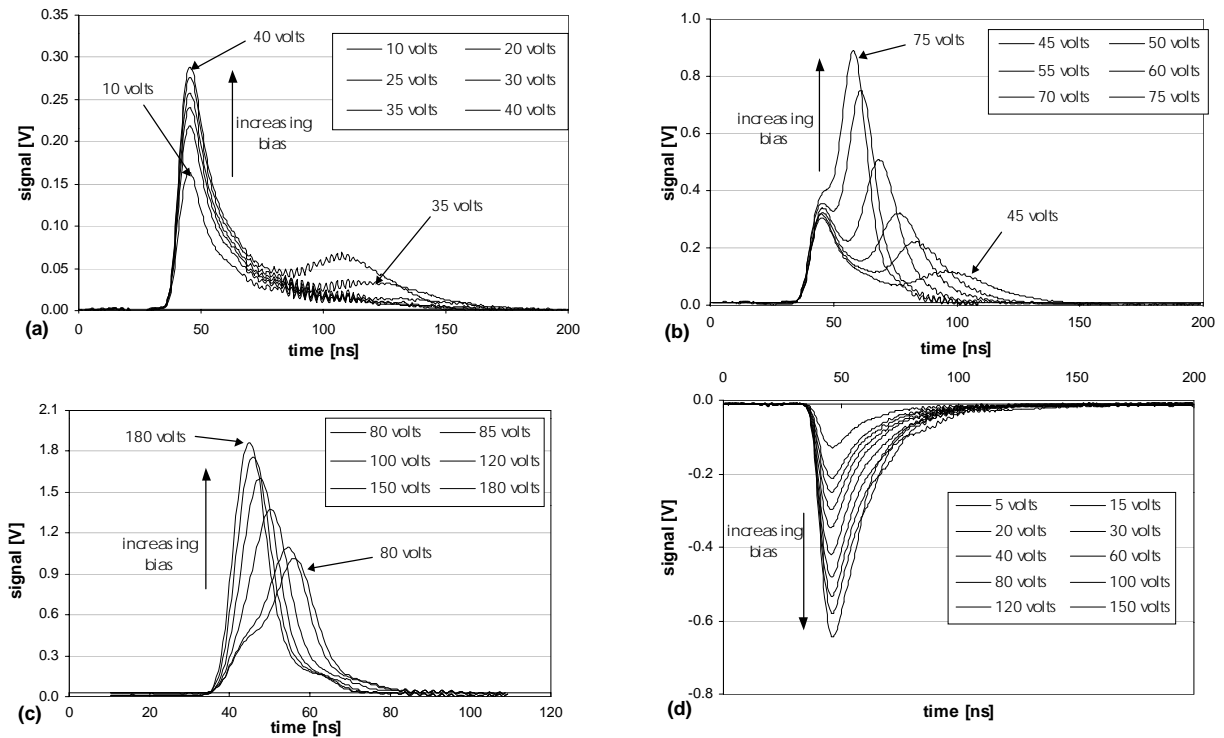 0.35
0.30
0.25
0.20
0.15
0.10
0.05
0.00
signal [V]
40 volts
10 volts
increasing
bias
35 volts
10 volts 20 volts
25 volts 30 volts
35 volts 40 volts
0 50 100 150 200
(a)
time [ns]
1.0
0.8
0.6
0.4
0.2
0.0
signal [V]
75 volts
increasing
bias
45 volts
45 volts 50 volts
55 volts 60 volts
70 volts 75 volts
0 50 100 150 200
(b)
time [ns]
2.1
1.8
1.5
1.2
0.9
0.6
0.3
0.0
signal [V]
180 volts
increasing
bias
80 volts
80 volts 85 volts
100 volts 120 volts
150 volts 180 volts
0 20 40 60 80 100 120
(c)
time [ns]
0 50 100 150 200
0.0
-0.2
-0.4
-0.6
-0.8
signal [V]
increasing
bias
5 volts 15 volts
20 volts 30 volts
40 volts 60 volts
80 volts 100 volts
120 volts 150 volts
(d)
time [ns]